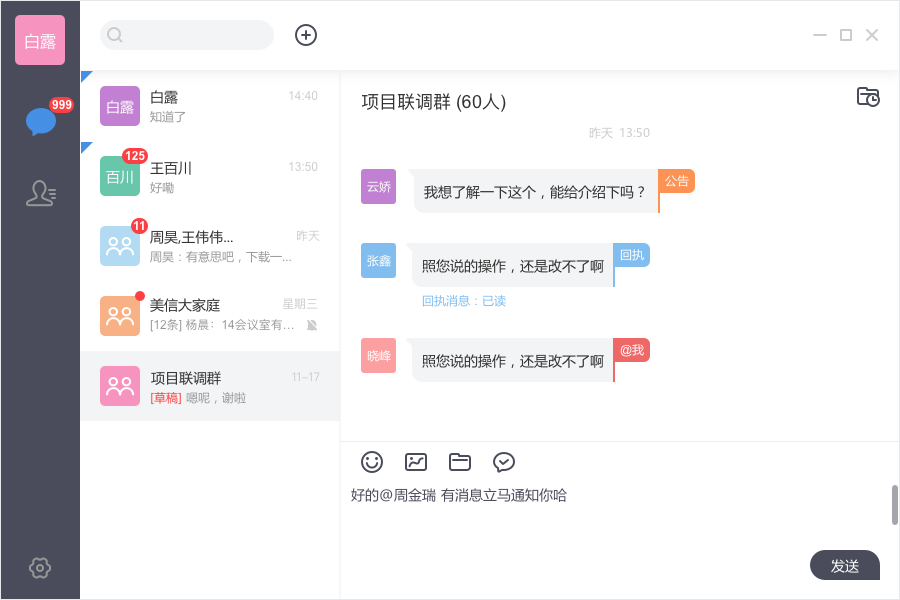 白露
999
白露
白露
14:40
知道了
125
百川
王百川
13:50
好嘞
11
周昊,王伟伟...
昨天
周昊：有意思吧，下载一...
美信大家庭
星期三
[12条] 杨晨：14会议室有...
项目联调群
11-17
[草稿] 嗯呢，谢啦
项目联调群 (60人)
昨天 13:50
云娇
我想了解一下这个，能给介绍下吗？
公告
张鑫
照您说的操作，还是改不了啊
回执
回执消息：已读
晓峰
照您说的操作，还是改不了啊
@我
好的@周金瑞 有消息立马通知你哈
发送